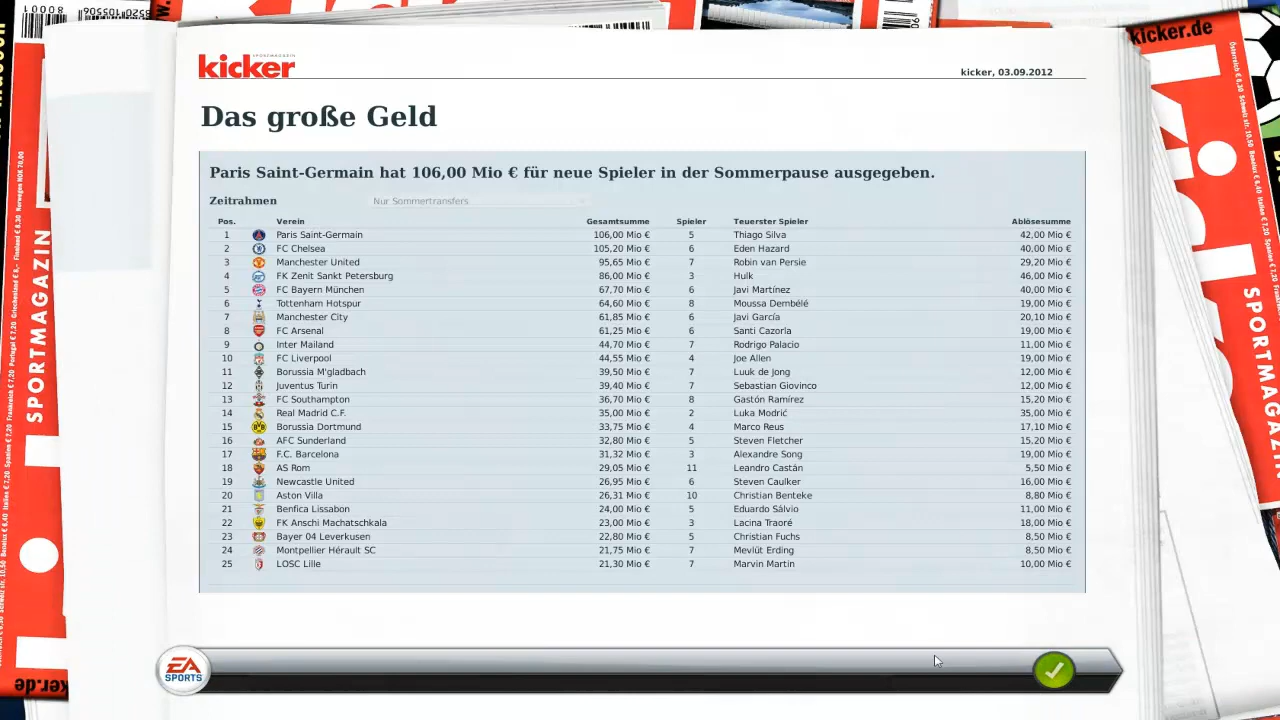 80001
kicker.de
SPORTMAGAZIN
kicker
kicker, 03.09.2012
Das große Geld
Paris Saint-Germain hat 106,00 Mio € für neue Spieler in der Sommerpause ausgegeben.
Zeitrahmen Nur Sommertransfers
Pos. Verein Gesamtsumme Spieler Teuerster Spieler Ablösesumme
1 Paris Saint-Germain 106,00 Mio € 5 Thiago Silva 42,00 Mio €
2 FC Chelsea 105,20 Mio € 6 Eden Hazard 40,00 Mio €
3 Manchester United 95,65 Mio € 7 Robin van Persie 29,20 Mio €
4 FK Zenit Sankt Petersburg 86,00 Mio € 3 Hulk 46,00 Mio €
5 FC Bayern München 67,70 Mio € 6 Javi Martínez 40,00 Mio €
6 Tottenham Hotspur 64,60 Mio € 8 Moussa Dembélé 19,00 Mio €
7 Manchester City 61,85 Mio € 6 Javi García 20,10 Mio €
8 FC Arsenal 61,25 Mio € 6 Santi Cazorla 19,00 Mio €
9 Inter Mailand 44,70 Mio € 7 Rodrigo Palacio 11,00 Mio €
10 FC Liverpool 44,55 Mio € 4 Joe Allen 19,00 Mio €
11 Borussia M'gladbach 39,50 Mio € 7 Luuk de Jong 12,00 Mio €
12 Juventus Turin 39,40 Mio € 7 Sebastian Giovinco 12,00 Mio €
13 FC Southampton 36,70 Mio € 8 Gastón Ramírez 15,20 Mio €
14 Real Madrid C.F. 35,00 Mio € 2 Luka Modrić 35,00 Mio €
15 Borussia Dortmund 33,75 Mio € 4 Marco Reus 17,10 Mio €
16 AFC Sunderland 32,80 Mio € 5 Steven Fletcher 15,20 Mio €
17 F.C. Barcelona 31,32 Mio € 3 Alexandre Song 19,00 Mio €
18 AS Rom 29,05 Mio € 11 Leandro Castán 5,50 Mio €
19 Newcastle United 26,95 Mio € 6 Steven Caulker 16,00 Mio €
20 Aston Villa 26,31 Mio € 10 Christian Benteke 8,80 Mio €
21 Benfica Lissabon 24,00 Mio € 5 Eduardo Sálvio 11,00 Mio €
22 FK Anschi Machatschkala 23,00 Mio € 3 Lacina Traoré 18,00 Mio €
23 Bayer 04 Leverkusen 22,80 Mio € 5 Christian Fuchs 8,50 Mio €
24 Montpellier Hérault SC 21,75 Mio € 7 Mevlüt Erding 8,50 Mio €
25 LOSC Lille 21,30 Mio € 7 Marvin Martin 10,00 Mio €
SPORTMAGAZIN
EA
SPORTS